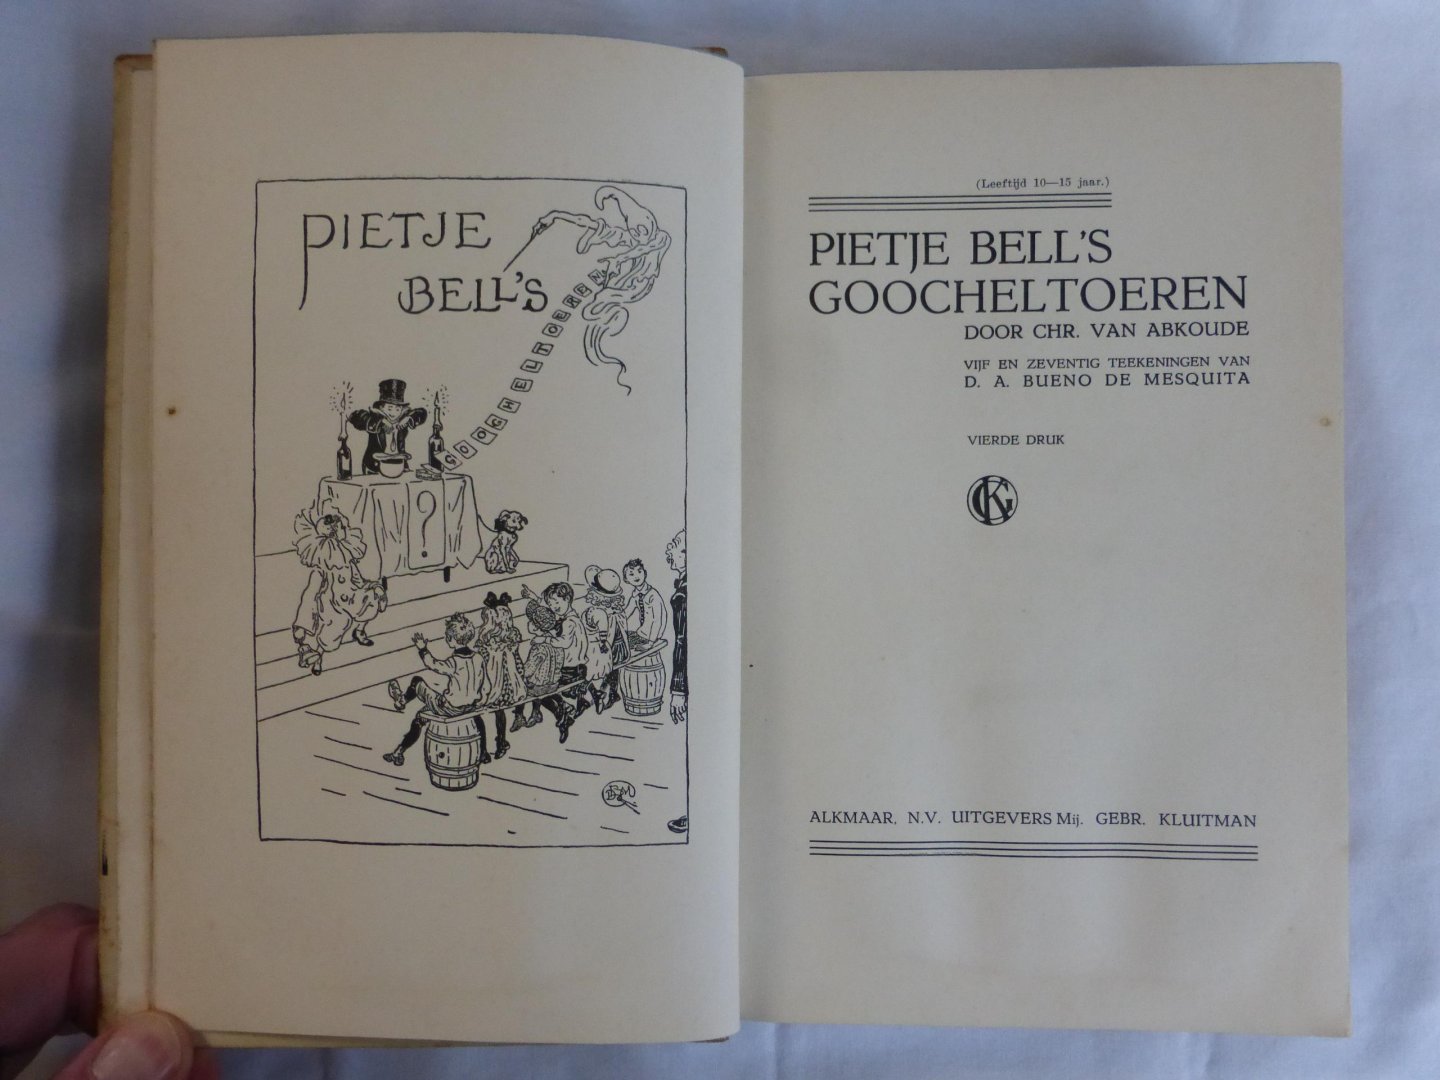 PIETJE
BELL'S
GOOCHELTOEREN
?
(Leeftijd 10—15 jaar.)
PIETJE BELL'S
GOOCHELTOEREN
DOOR CHR. VAN ABKOUDE
VIJF EN ZEVENTIG TEEKENINGEN VAN
D. A. BUENO DE MESQUITA
VIERDE DRUK
GK
ALKMAAR, N.V. UITGEVERS Mij. GEBR. KLUITMAN